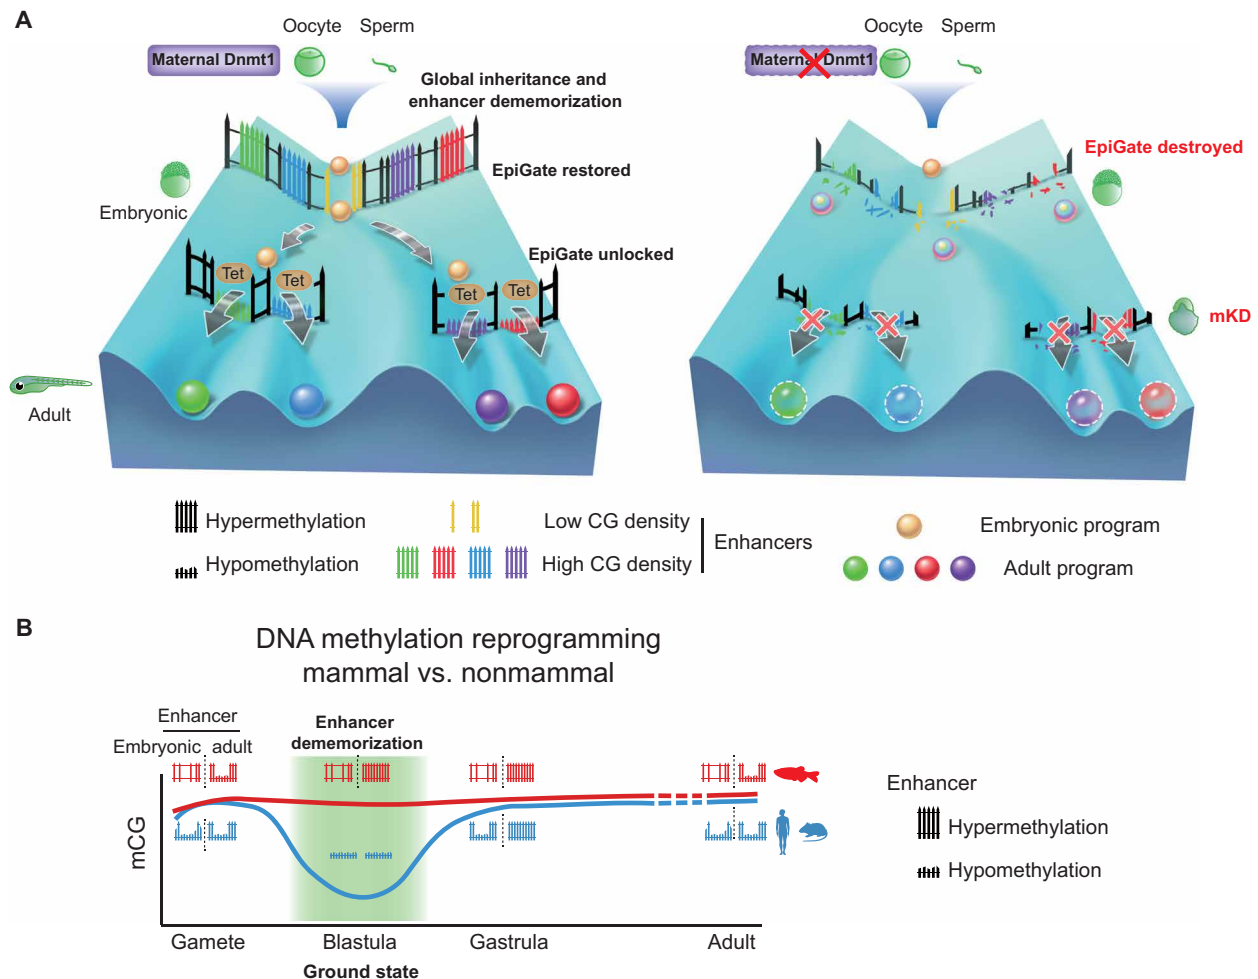 A
Oocyte Sperm
Maternal Dnmt1
Global inheritance and
enhancer dememorization
EpiGate restored
Embryonic
EpiGate unlocked
Tet
Tet
Tet
Tet
Adult
Oocyte Sperm
Maternal Dnmt1
EpiGate destroyed
mKD
Hypermethylation
Hypomethylation
Low CG density
High CG density
Enhancers
Embryonic program
Adult program
B
DNA methylation reprogramming
mammal vs. nonmammal
Enhancer
Embryonic adult
Enhancer
dememorization
mCG
Gamete
Blastula
Gastrula
Adult
Ground state
Enhancer
Hypermethylation
Hypomethylation